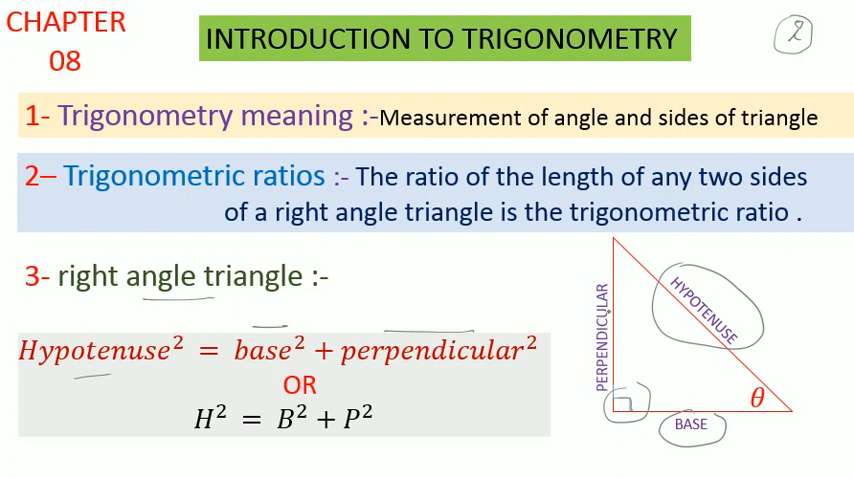 CHAPTER
08
INTRODUCTION TO TRIGONOMETRY
2
1- Trigonometry meaning :-Measurement of angle and sides of triangle
2– Trigonometric ratios :- The ratio of the length of any two sides
of a right angle triangle is the trigonometric ratio .
3- right angle triangle :-
Hypotenuse² = base² + perpendicular²
OR
H² = B² + P²
PERPENDICULAR
HYPOTENUSE
θ
BASE